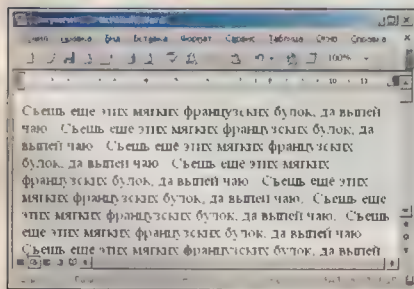 Правка Вид Вставка Формат Сервис Таблица Окно Справка
100%
Съешь еще этих мягких французских булок, да выпей
чаю Съешь еще этих мягких французских булок, да
выпей чаю Съешь еще этих мягких французских
булок, да выпей чаю Съешь еще этих мягких
французских булок, да выпей чаю Съешь еще этих
мягких французских булок, да выпей чаю. Съешь еще
этих мягких французских булок, да выпей чаю. Съешь
еще этих мягких французских булок, да выпей чаю
Съешь еще этих мягких французских булок, да выпей